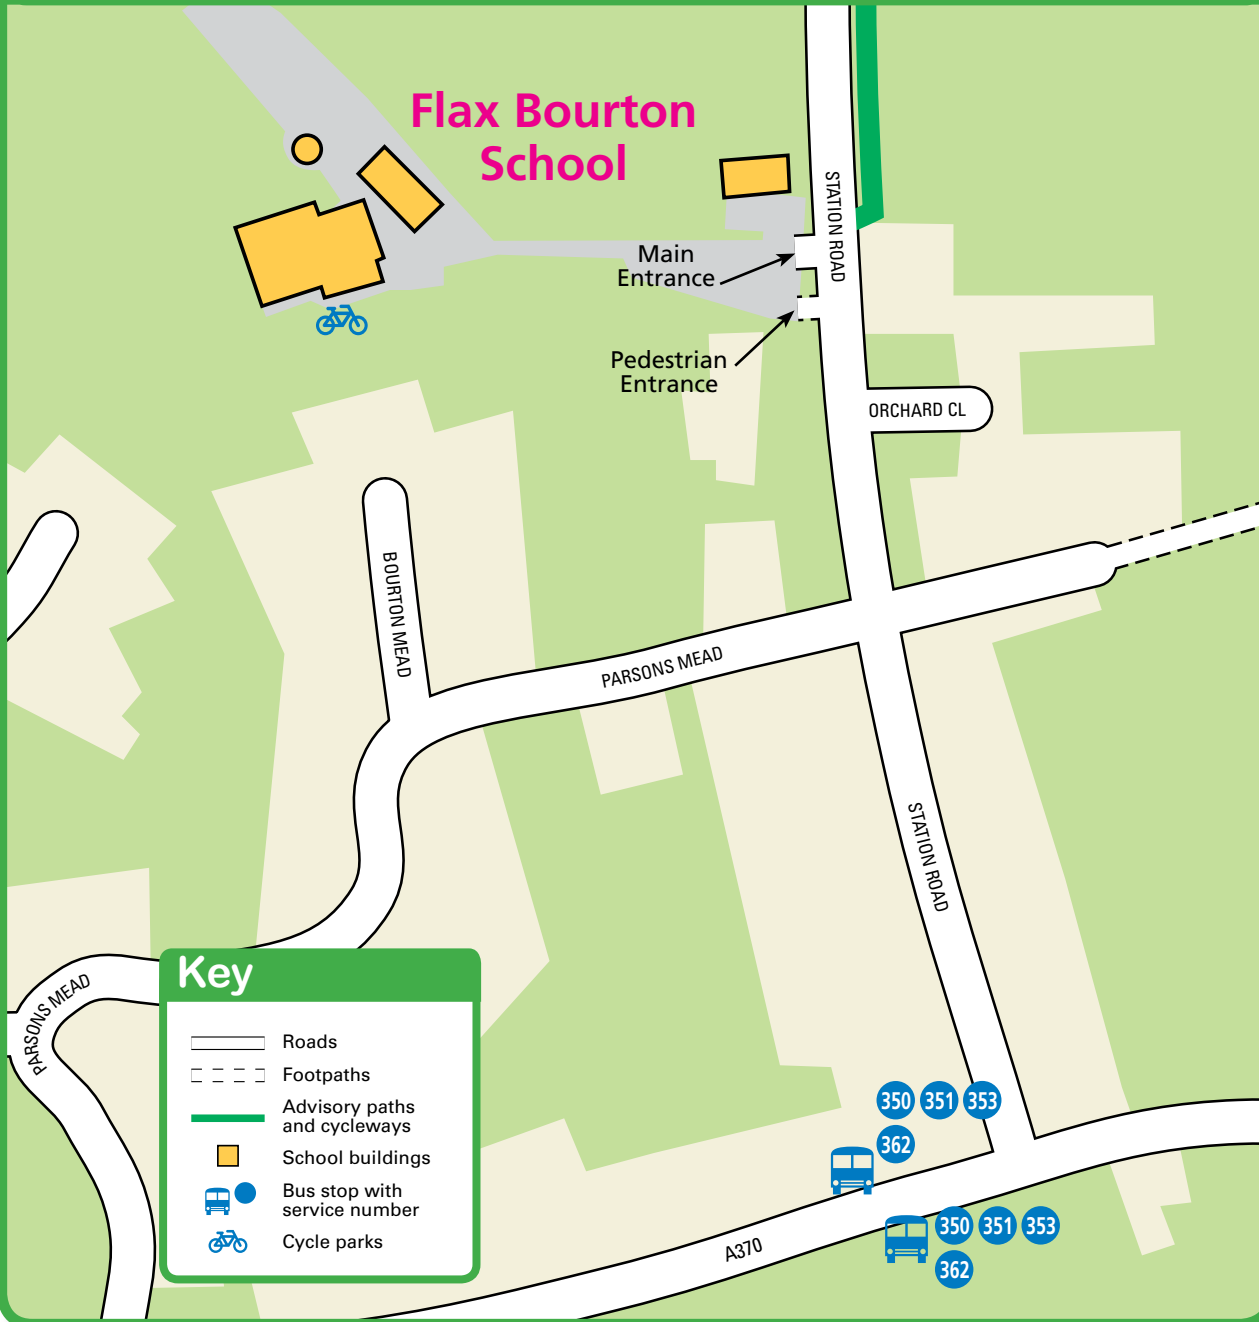 Flax Bourton
School
STATION ROAD
Main
Entrance
Pedestrian
Entrance
ORCHARD CL
BOURTON MEAD
PARSONS MEAD
STATION ROAD
PARSONS MEAD
Key
Roads
Footpaths
Advisory paths
and cycleways
School buildings
Bus stop with
service number
Cycle parks
350 351 353
362
350 351 353
362
A370